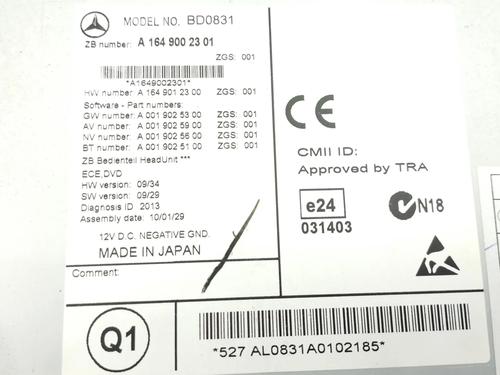 MODEL NO. BD0831
ZB number: A 164 900 23 01
ZGS: 001
*A1649002301*
HW number: A 164 901 23 00 ZGS: 001
Software - Part numbers:
GW number: A 001 902 53 00 ZGS: 001
AV number: A 001 902 59 00 ZGS: 001
NV number: A 001 902 56 00 ZGS: 001
BT number: A 001 902 51 00 ZGS: 001
ZB Bedienteil HeadUnit ***
ECE,DVD
HW version: 09/34
SW version: 09/29
Diagnosis ID: 2013
Assembly date: 10/01/29
12V D.C. NEGATIVE GND.
MADE IN JAPAN
Comment:
CE
CMII ID:
Approved by TRA
e24
031403
N18
Q1
*527 AL0831A0102185*